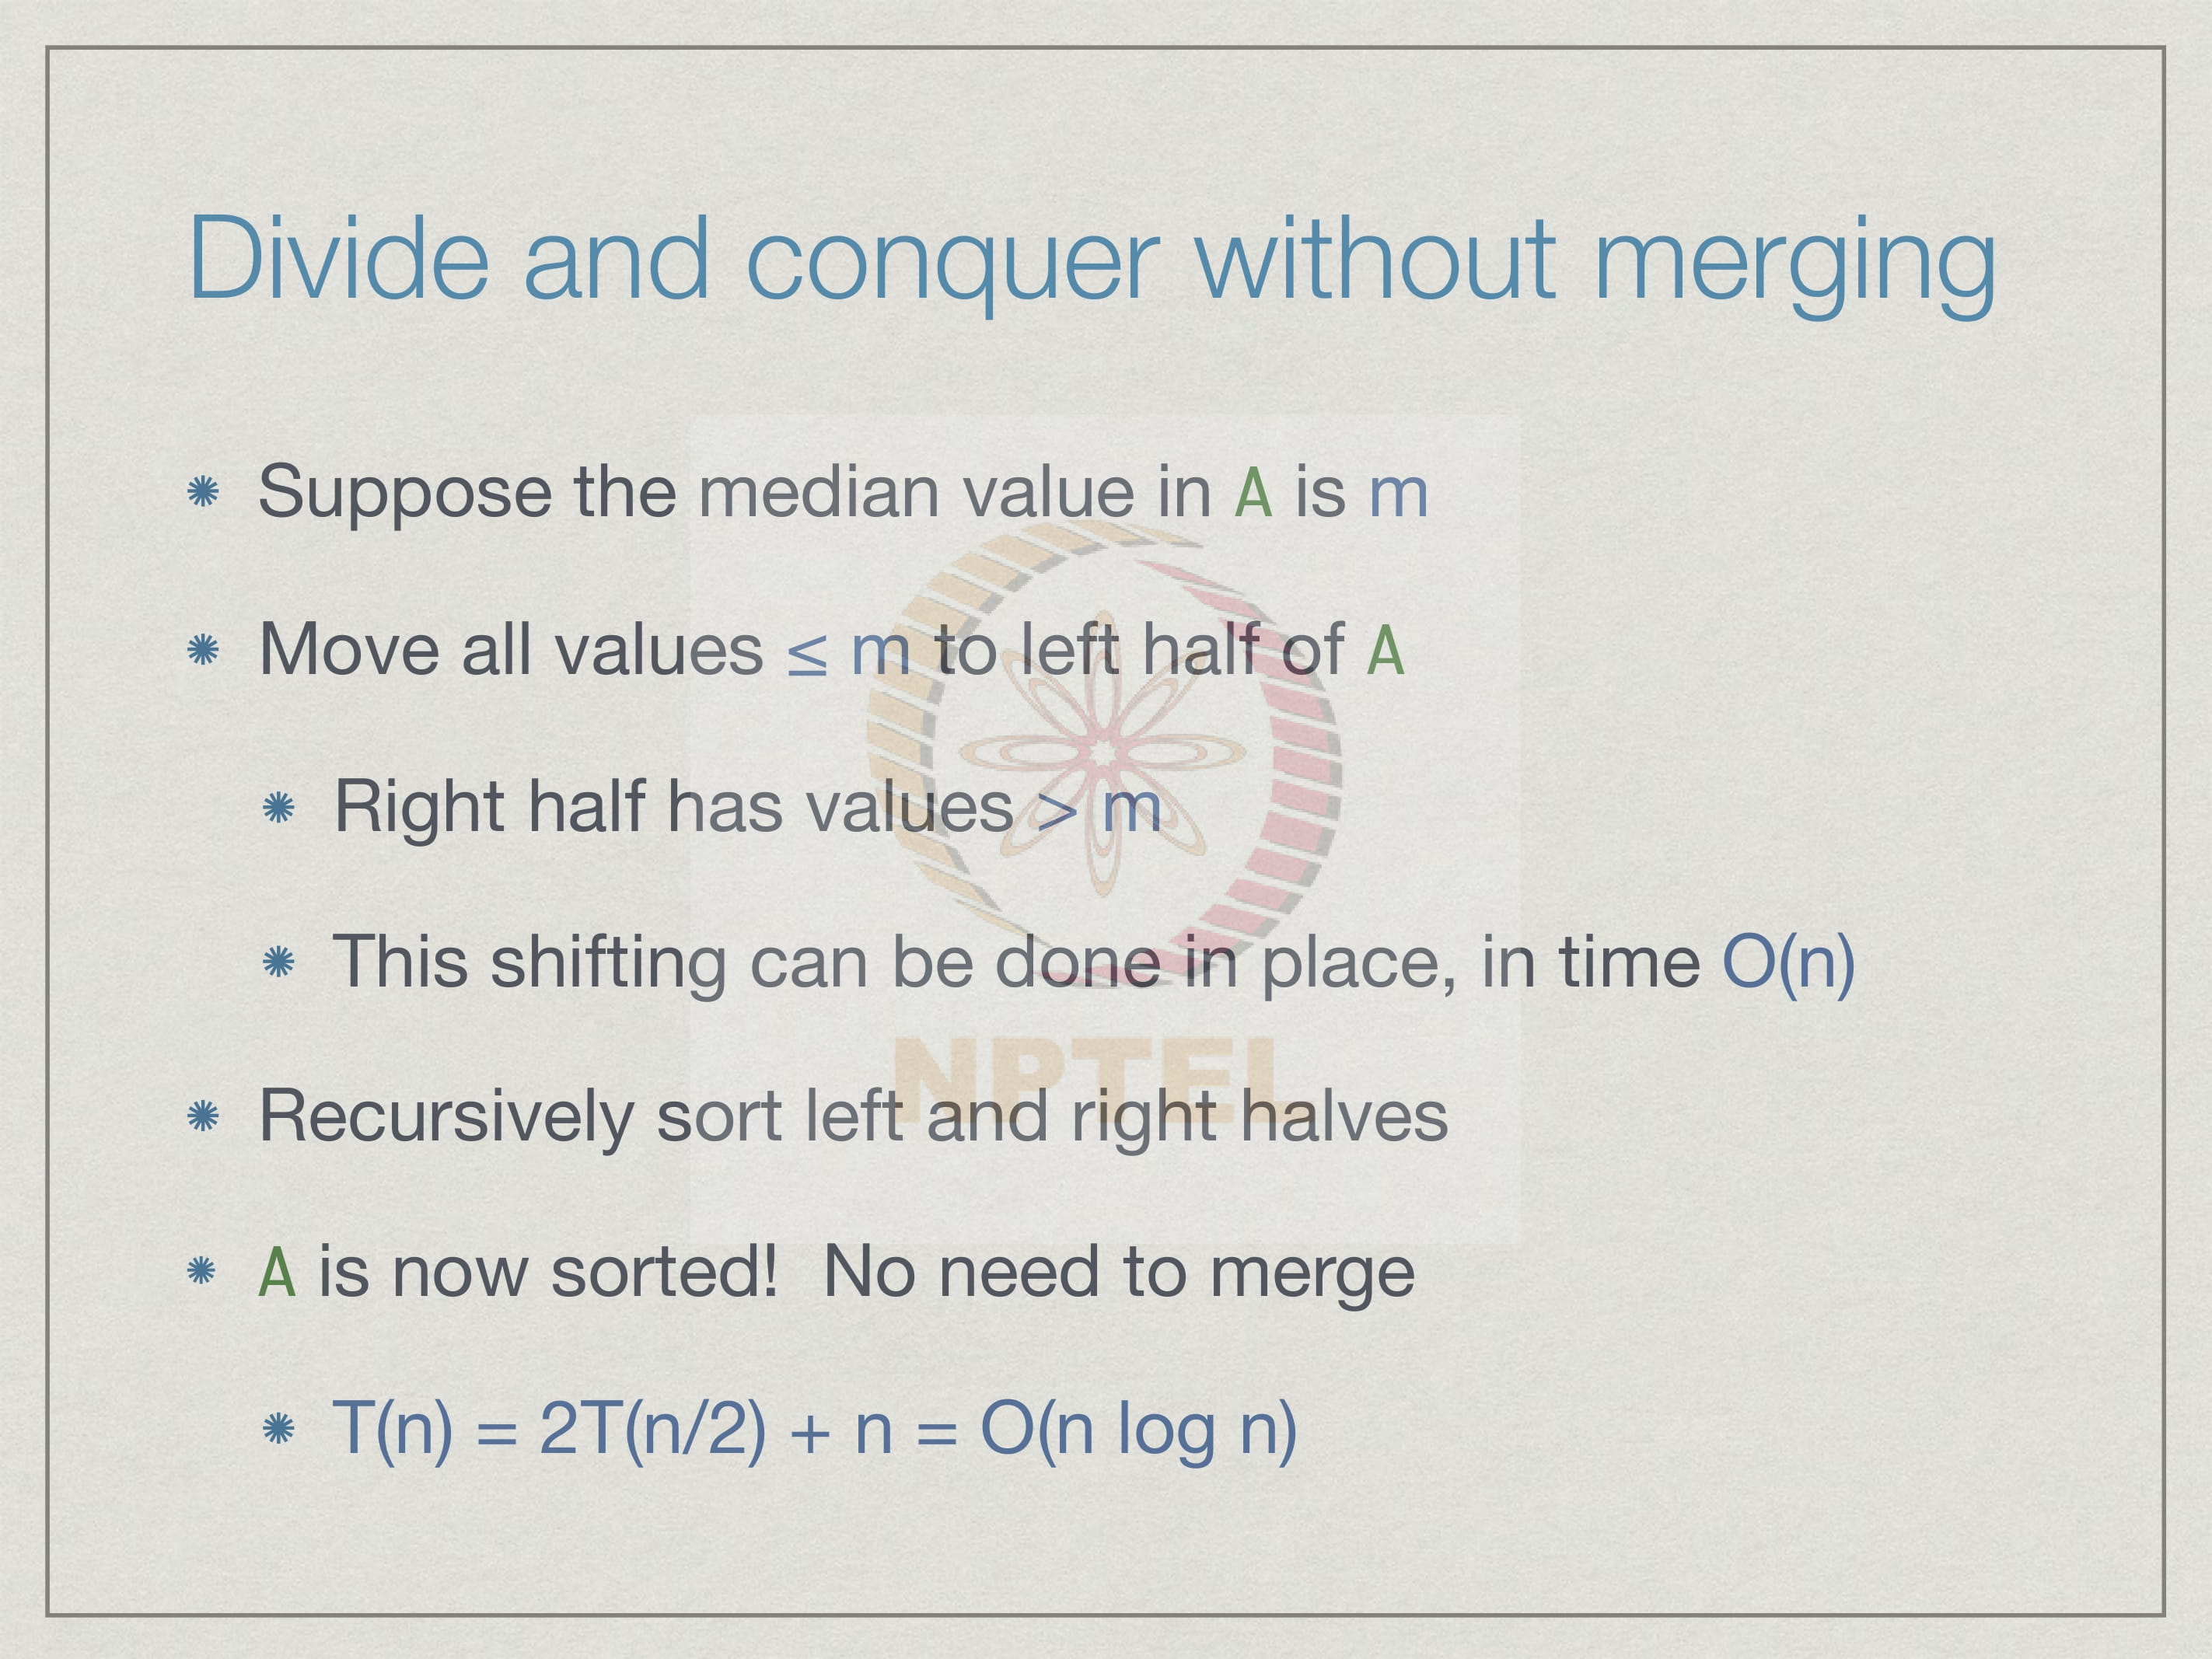 Divide and conquer without merging
Suppose the median value in A is m
Move all values ≤ m to left half of A
Right half has values > m
This shifting can be done in place, in time O(n)
NPTEL
Recursively sort left and right halves
A is now sorted! No need to merge
T(n) = 2T(n/2) + n = O(n log n)